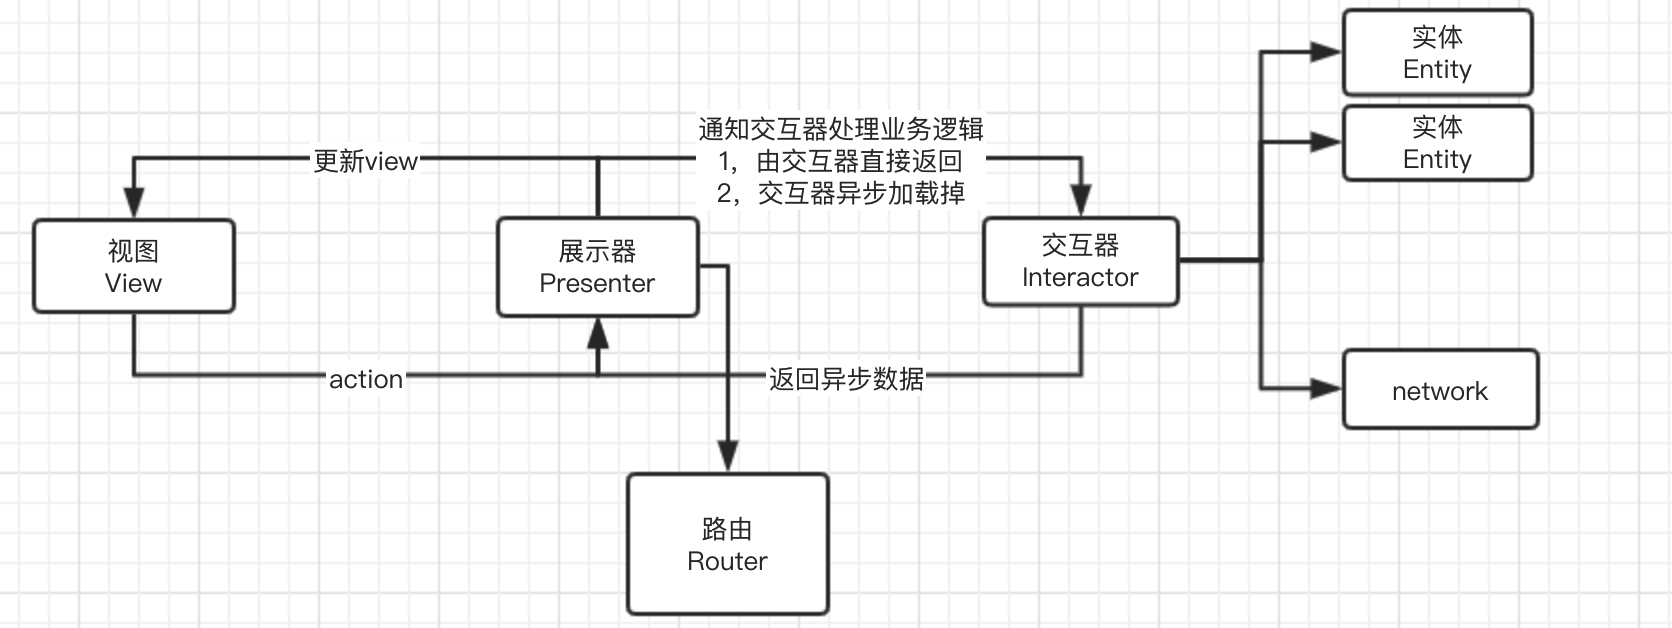 实体
Entity
实体
Entity
通知交互器处理业务逻辑
1，由交互器直接返回
2，交互器异步加载掉
更新view
视图
View
展示器
Presenter
交互器
Interactor
action
返回异步数据
network
路由
Router